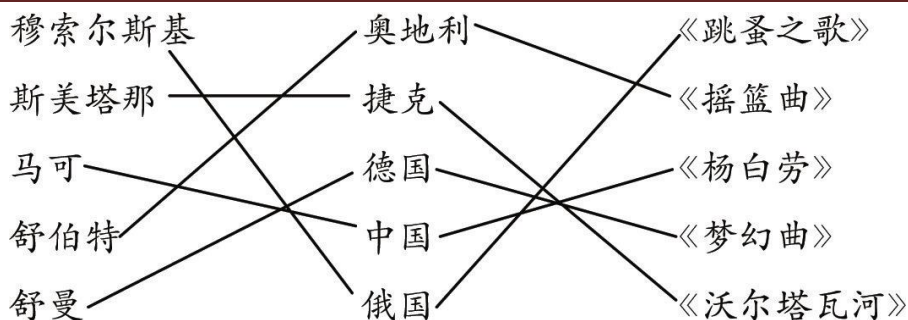 穆索尔斯基 奥地利 《跳蚤之歌》
斯美塔那 捷克 《摇篮曲》
马可 德国 《杨白劳》
舒伯特 中国 《梦幻曲》
舒曼 俄国 《沃尔塔瓦河》